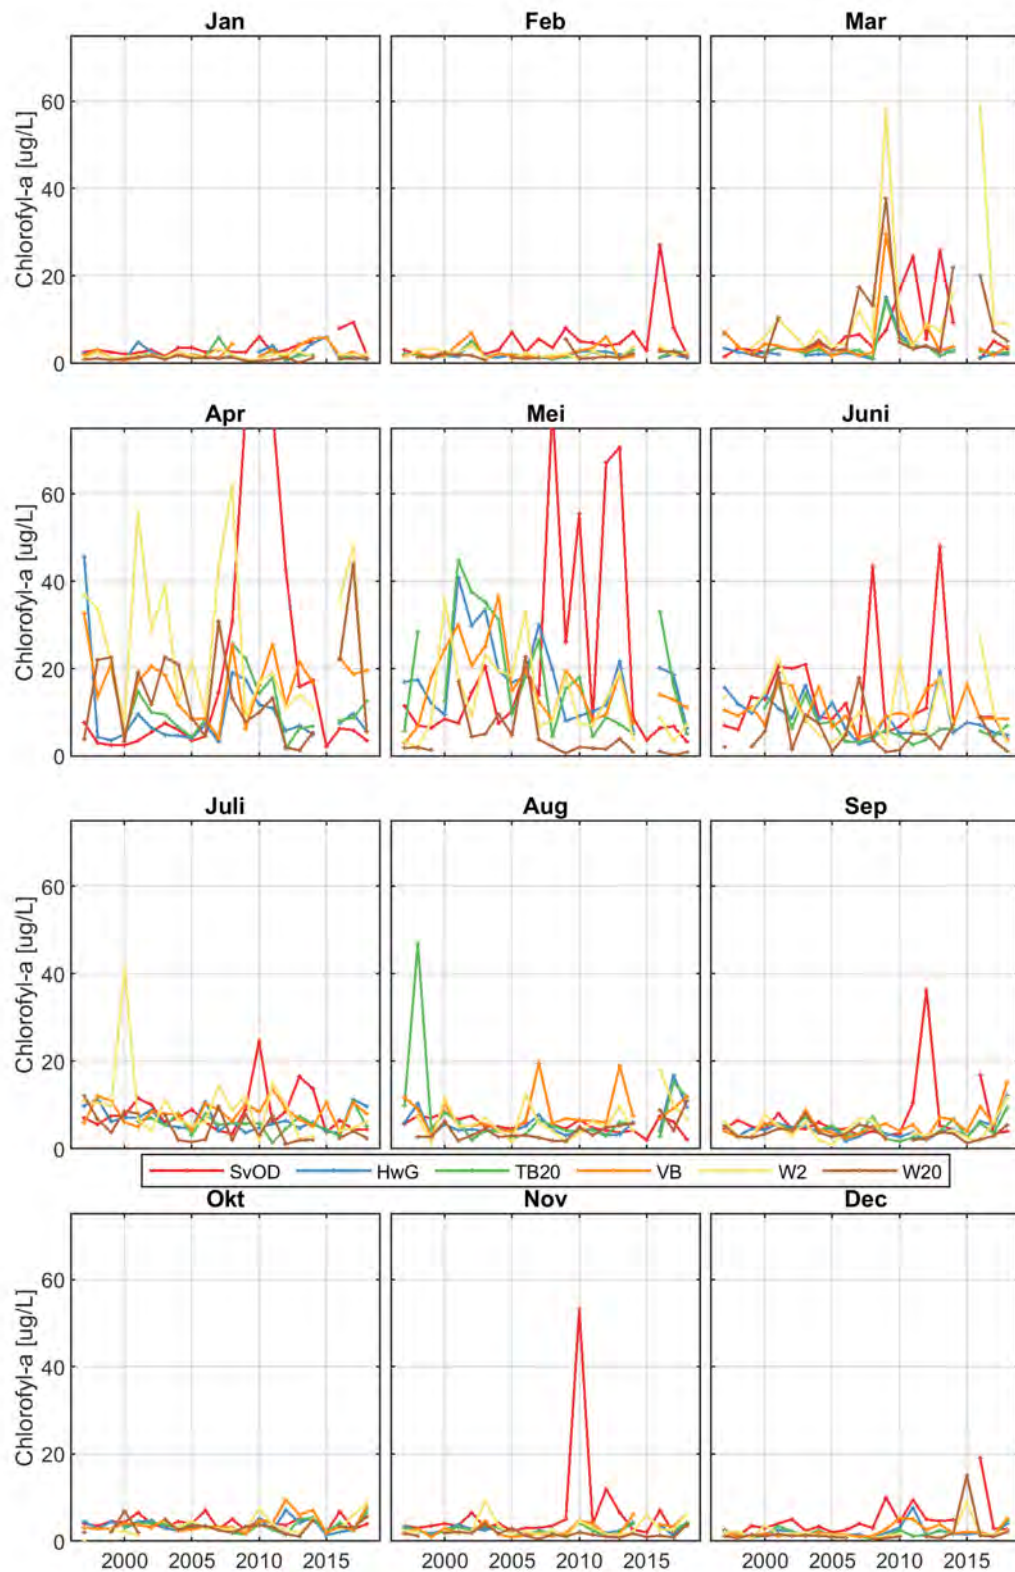 Jan Feb Mar
Chlorofyl-a [ug/L]
60
40
20
0
Apr Mei Juni
Chlorofyl-a [ug/L]
60
40
20
0
Juli Aug Sep
Chlorofyl-a [ug/L]
60
40
20
0
SvOD HwG TB20 VB W2 W20
Okt Nov Dec
Chlorofyl-a [ug/L]
60
40
20
0
2000 2005 2010 2015 2000 2005 2010 2015 2000 2005 2010 2015